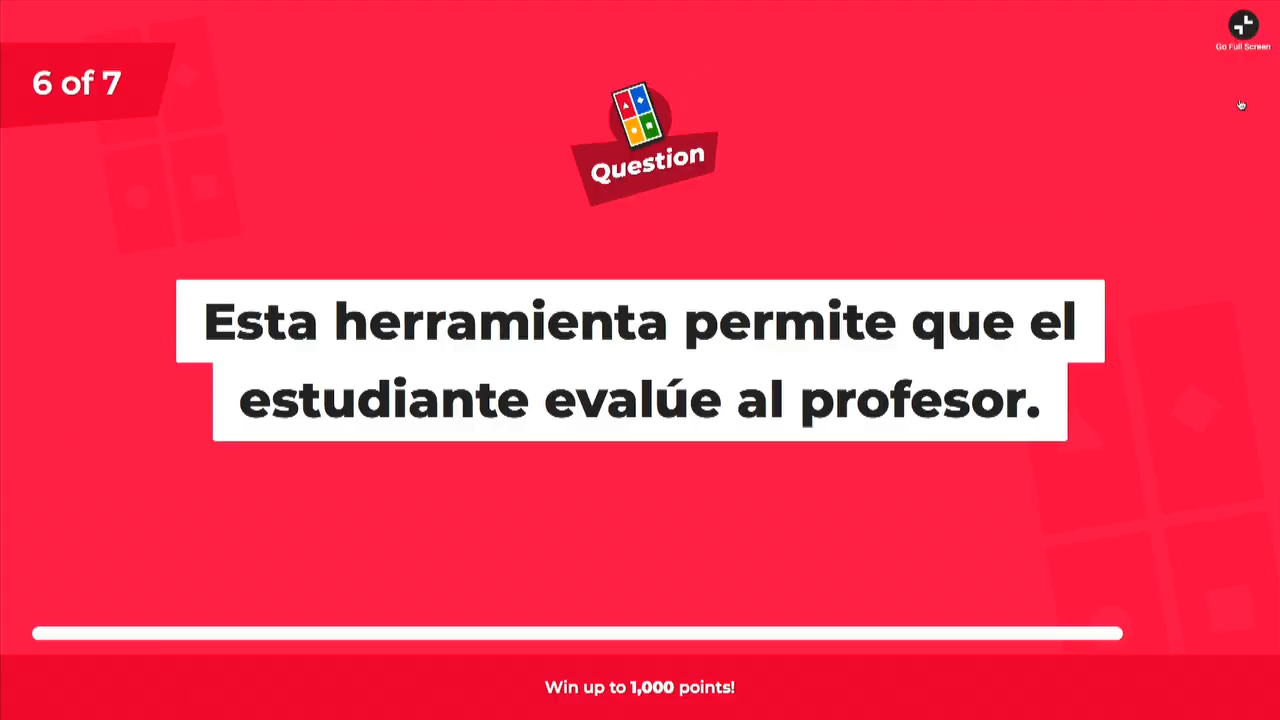 Go Full Screen
6 of 7
Question
Esta herramienta permite que el
estudiante evalúe al profesor.
Win up to 1,000 points!